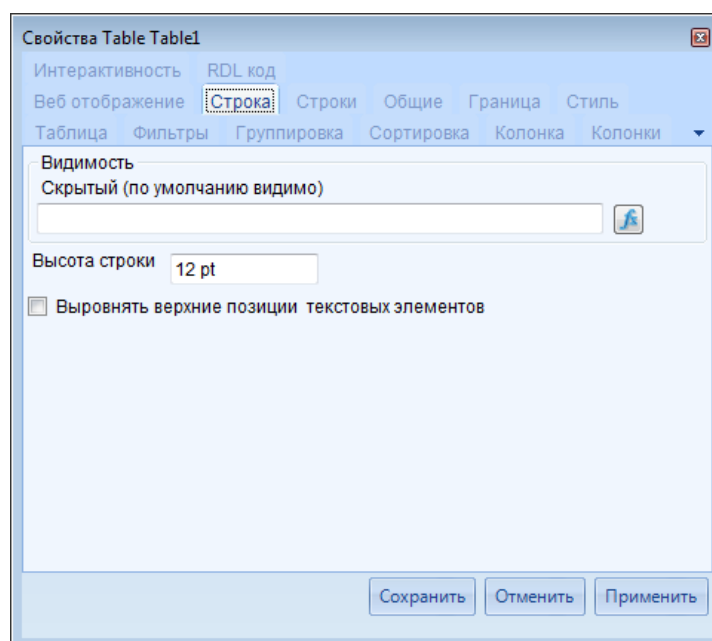 Свойства Table Table1
Интерактивность RDL код
Веб отображение Строка Строки Общие Граница Стиль
Таблица Фильтры Группировка Сортировка Колонка Колонки
Видимость
Скрытый (по умолчанию видимо)
fx
Высота строки 12 pt
Выровнять верхние позиции текстовых элементов
Сохранить Отменить Применить